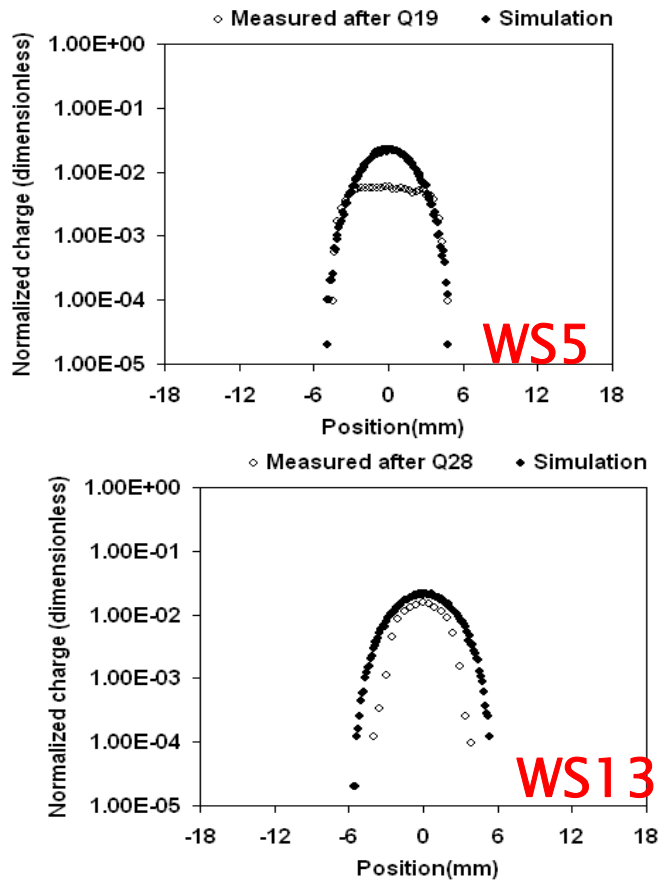 Measured after Q19 Simulation
Normalized charge (dimensionless)
1.00E+00
1.00E-01
1.00E-02
1.00E-03
1.00E-04
1.00E-05
WS5
-18 -12 -6 0 6 12 18
Position(mm)
Measured after Q28 Simulation
Normalized charge (dimensionless)
1.00E+00
1.00E-01
1.00E-02
1.00E-03
1.00E-04
1.00E-05
WS13
-18 -12 -6 0 6 12 18
Position(mm)